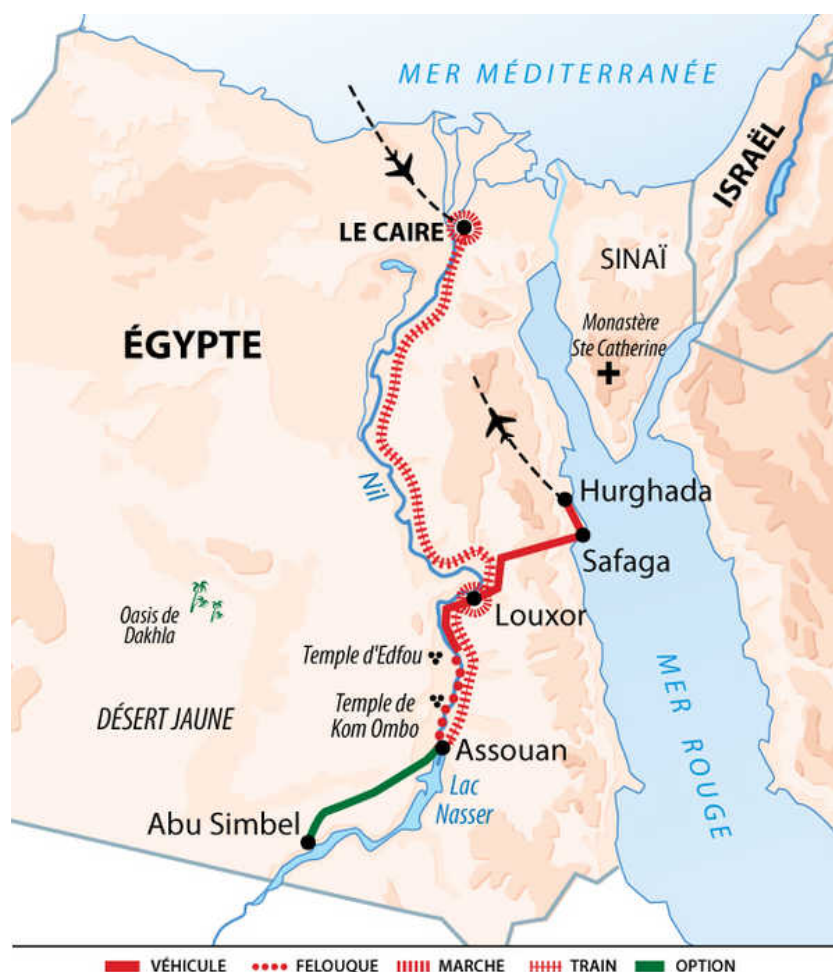 MER MÉDITERRANÉE
ISRAËL
LE CAIRE
SINAÏ
Monastère
Ste Catherine
ÉGYPTE
Nil
Hurghada
Safaga
Oasis de
Dakhla
Louxor
Temple d'Edfou
Temple de
Kom Ombo
DÉSERT JAUNE
MER ROUGE
Assouan
Lac
Nasser
Abu Simbel
VÉHICULE FELOUQUE MARCHE TRAIN OPTION